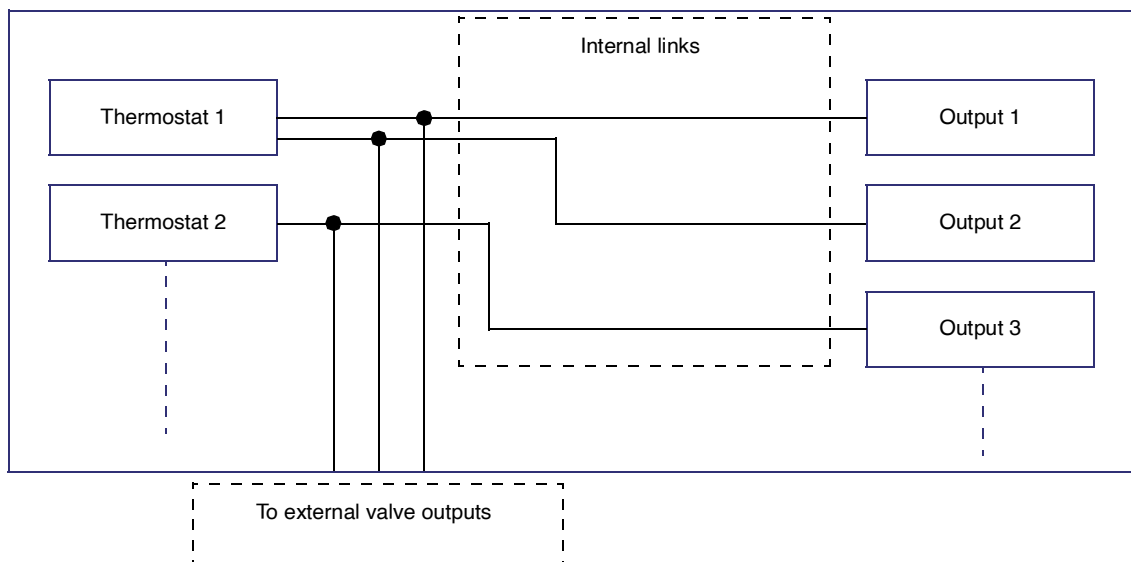 Internal links
Thermostat 1
Output 1
Thermostat 2
Output 2
Output 3
To external valve outputs